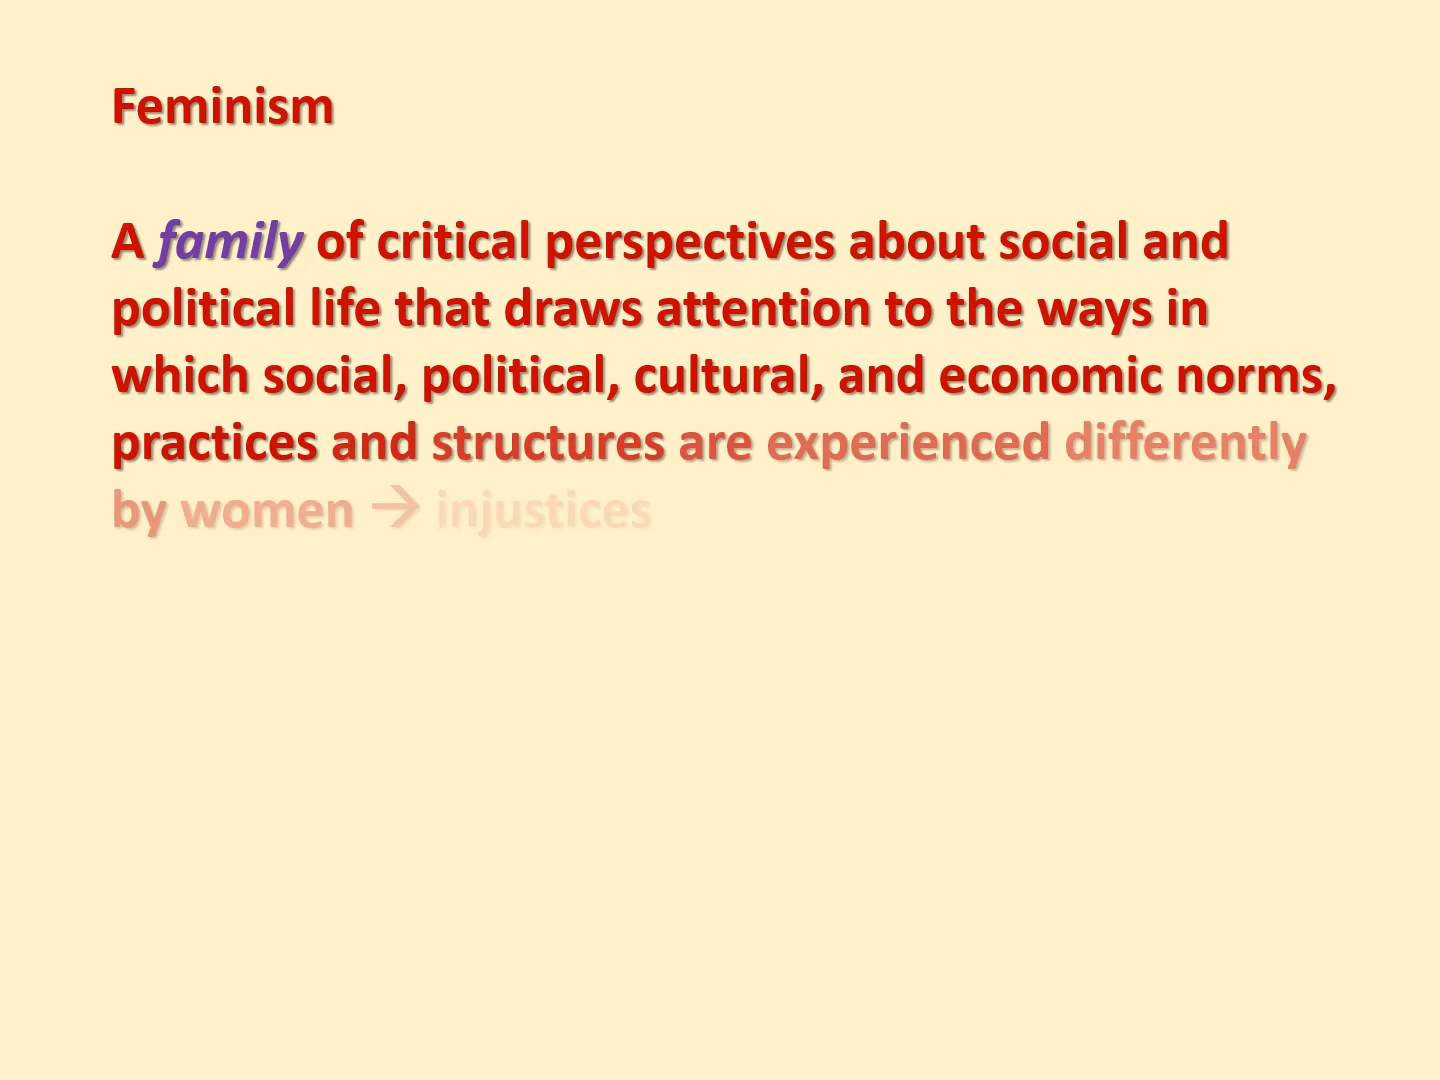 Feminism
A family of critical perspectives about social and
political life that draws attention to the ways in
which social, political, cultural, and economic norms,
practices and structures are experienced differently
by women → injustices